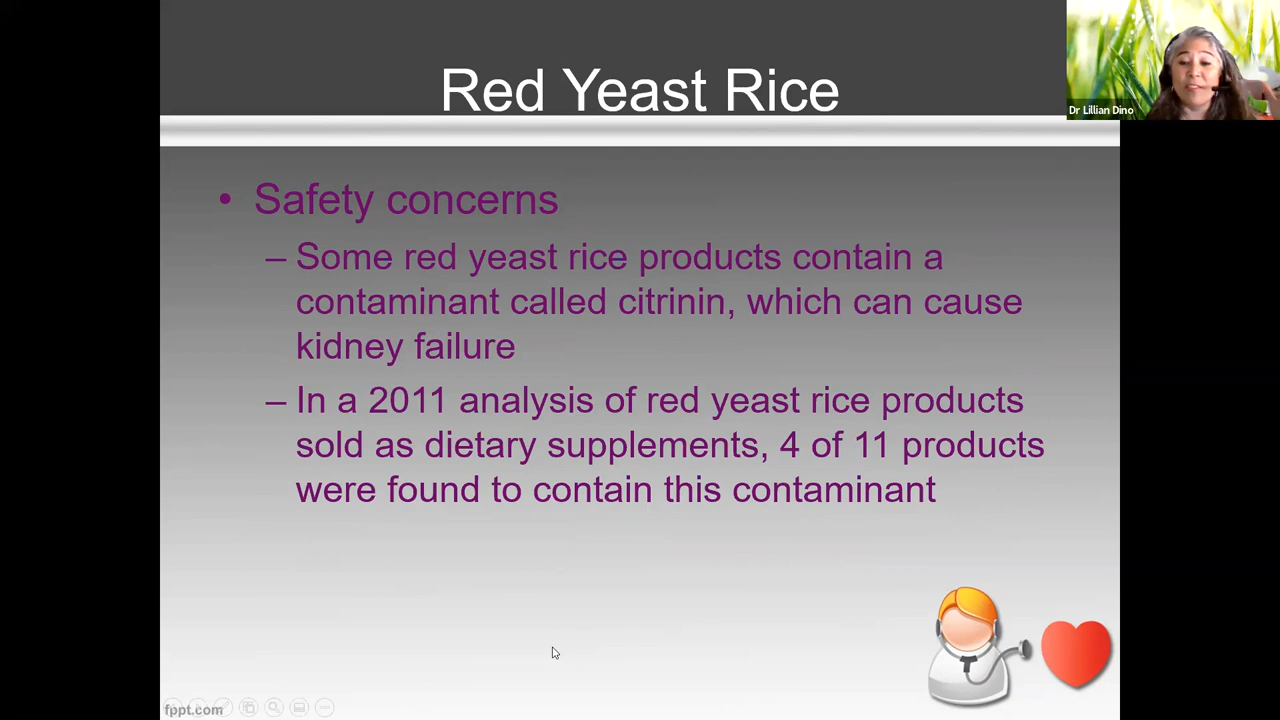 Red Yeast Rice
Dr Lillian Dino
• Safety concerns
– Some red yeast rice products contain a
contaminant called citrinin, which can cause
kidney failure
– In a 2011 analysis of red yeast rice products
sold as dietary supplements, 4 of 11 products
were found to contain this contaminant
fppt.com